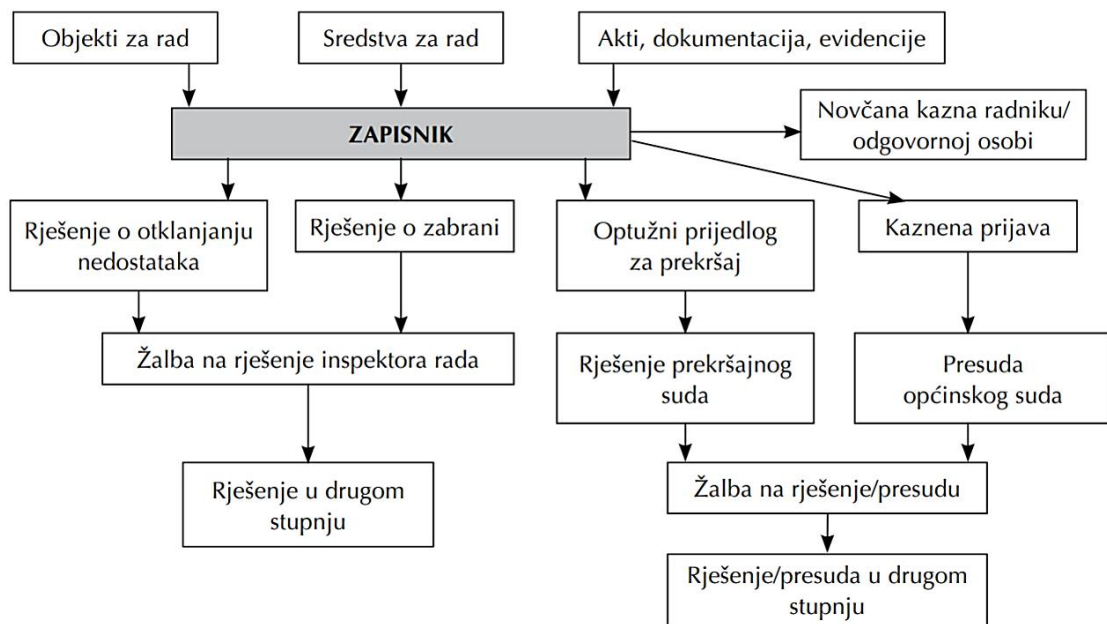 Objekti za rad
Sredstva za rad
Akti, dokumentacija, evidencije
ZAPISNIK
Novčana kazna radniku/
odgovornoj osobi
Rješenje o otklanjanju
nedostataka
Rješenje o zabrani
Optužni prijedlog
za prekršaj
Kaznena prijava
Žalba na rješenje inspektora rada
Rješenje prekršajnog
suda
Presuda
općinskog suda
Rješenje u drugom
stupnju
Žalba na rješenje/presudu
Rješenje/presuda u drugom
stupnju